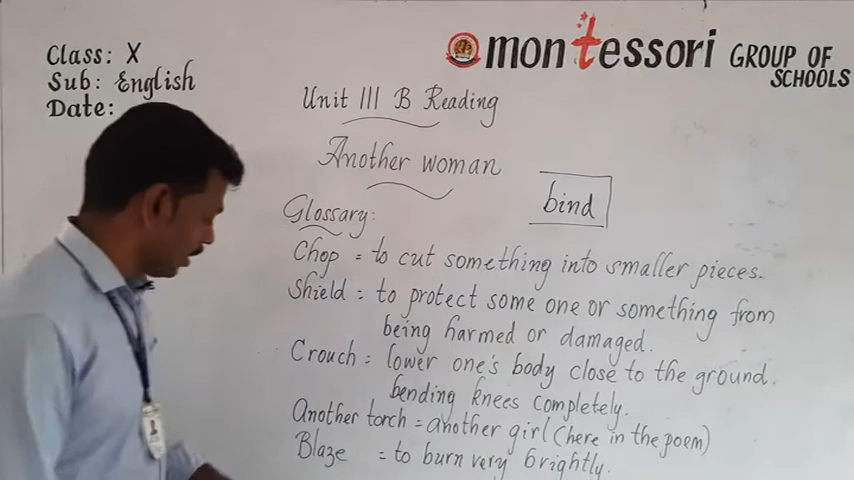 Class: X
Sub: English
Date:
montessori GROUP OF
SCHOOLS
Unit III B Reading
Another woman
bind
Glossary:
Chop = to cut something into smaller pieces.
Shield = to protect some one or something from
being harmed or damaged.
Crouch = lower one's body close to the ground.
bending knees completely.
Another torch = another girl (here in the poem)
Blaze = to burn very brightly.